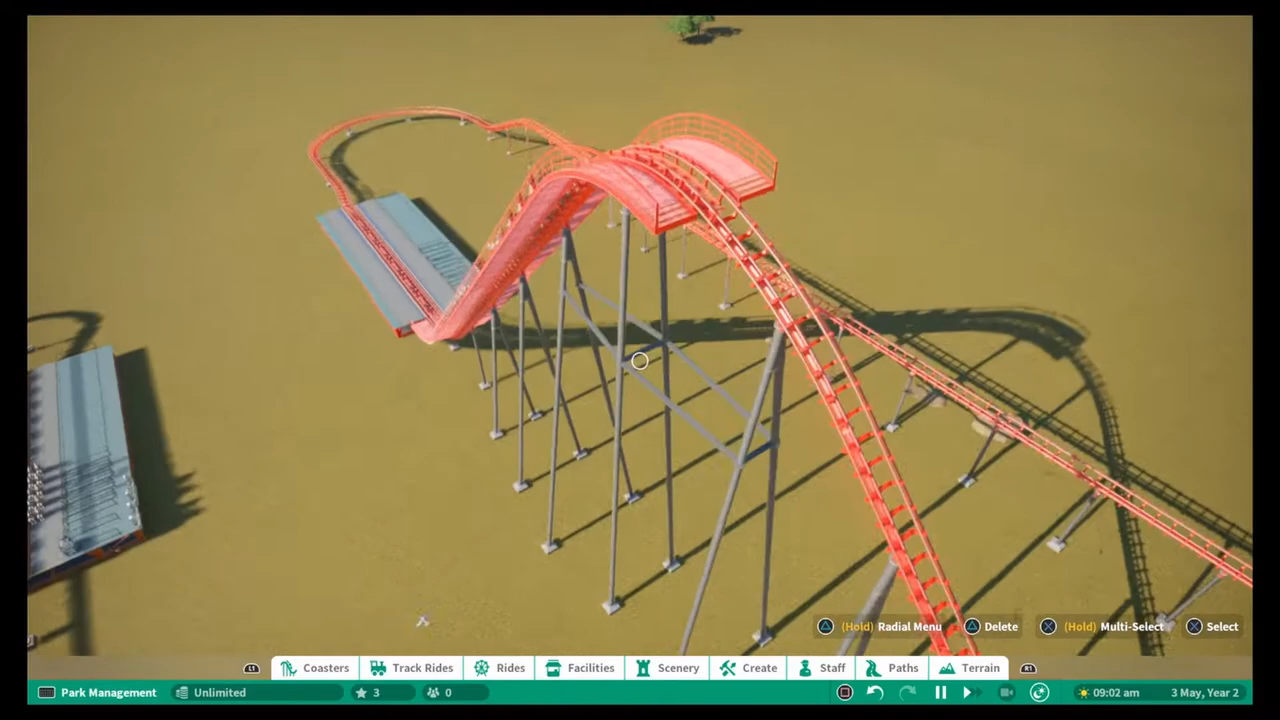 (Hold) Radial Menu Delete (Hold) Multi-Select Select
L1 Coasters Track Rides Rides Facilities Scenery Create Staff Paths Terrain R1
Park Management Unlimited 3 0 09:02 am 3 May, Year 2